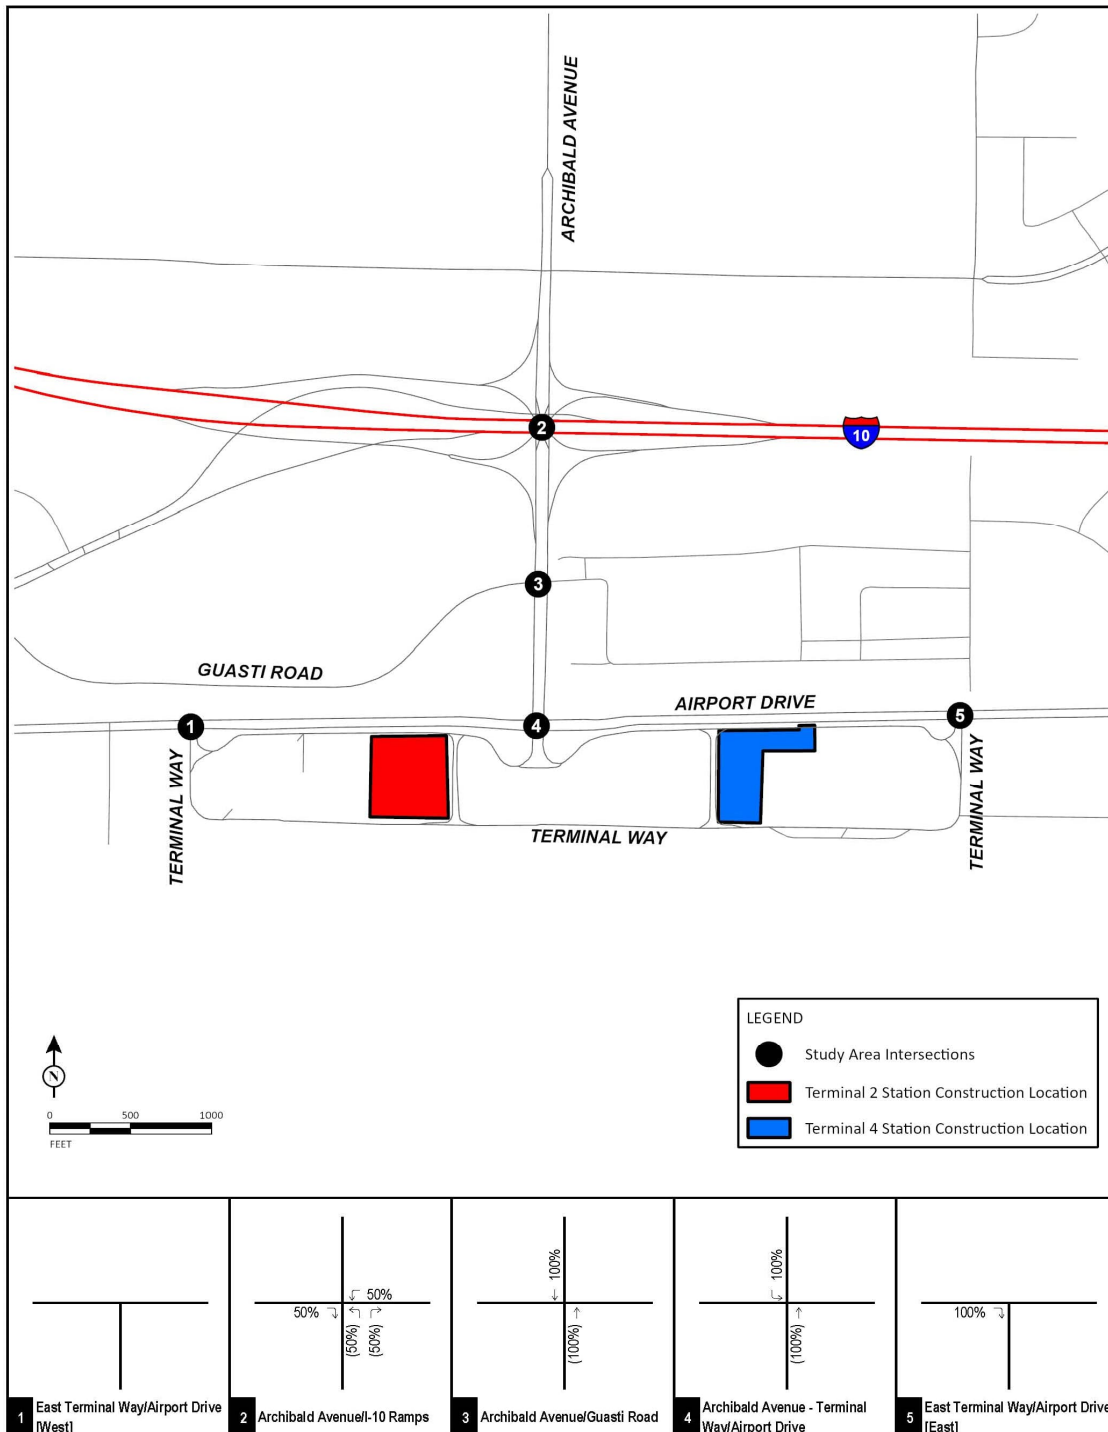 ARCHIBALD AVENUE
10
2
3
GUASTI ROAD
AIRPORT DRIVE
1
4
5
TERMINAL WAY
TERMINAL WAY
TERMINAL WAY
LEGEND
Study Area Intersections
Terminal 2 Station Construction Location
Terminal 4 Station Construction Location
N
0 500 1000
FEET
1 East Terminal Way/Airport Drive
[West]
50%
50%
(50%)
(50%)
2 Archibald Avenue/I-10 Ramps
100%
(100%)
3 Archibald Avenue/Guasti Road
100%
(100%)
4 Archibald Avenue - Terminal
Way/Airport Drive
100%
5 East Terminal Way/Airport Drive
[East]